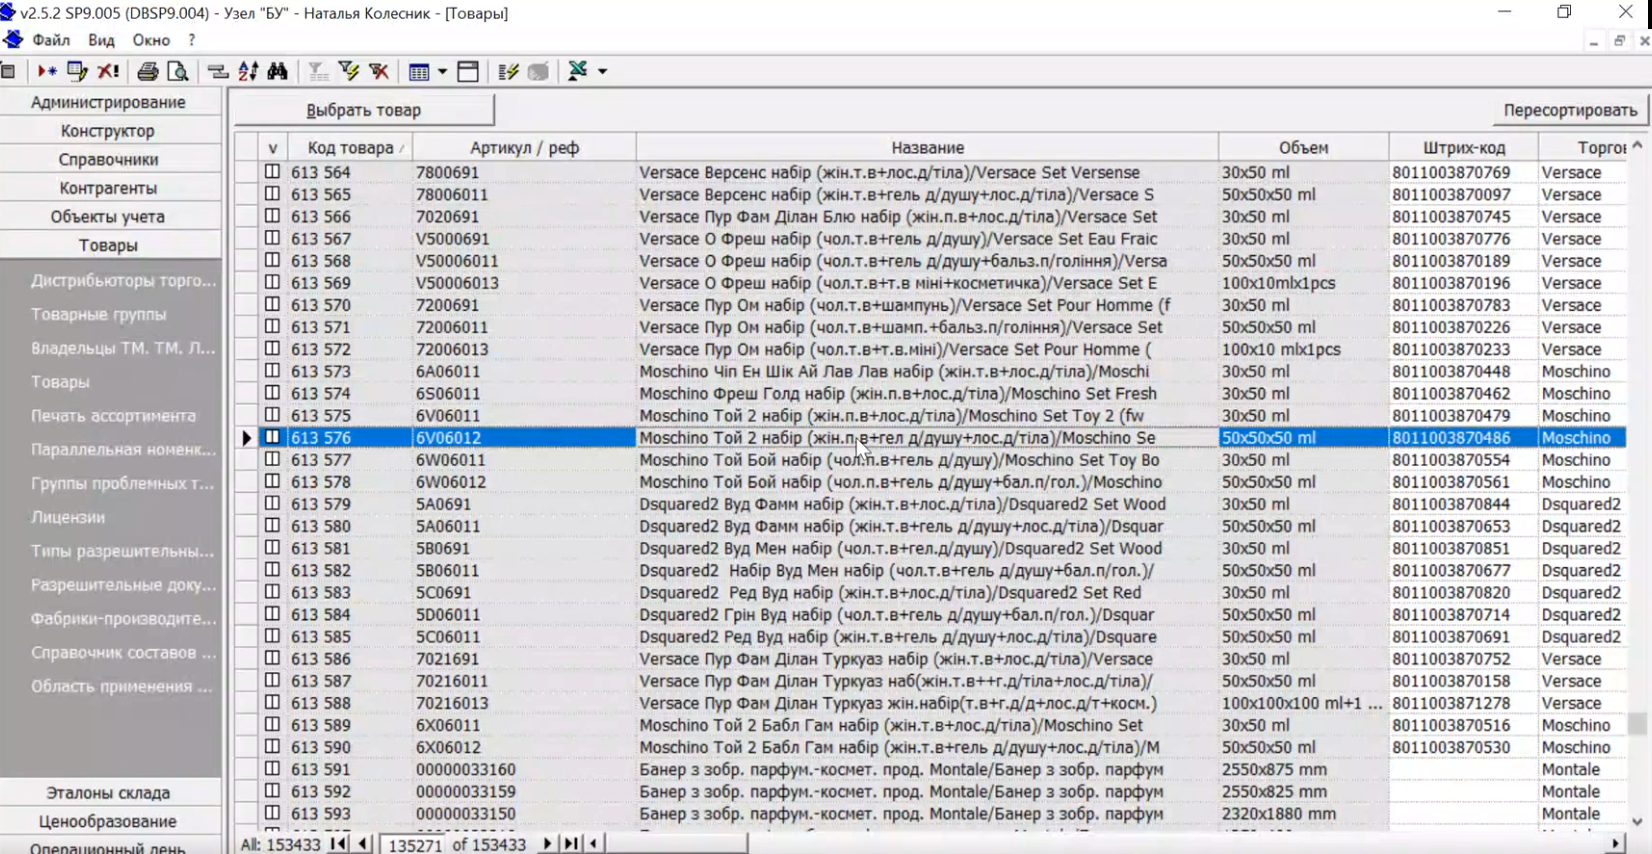 v2.5.2 SP9.005 (DBSP9.004) - Узел "БУ" - Наталья Колесник - [Товары]
Файл Вид Окно ?
Администрирование
Конструктор
Справочники
Контрагенты
Объекты учета
Товары
Дистрибьюторы торго...
Товарные группы
Владельцы ТМ. ТМ. Л...
Товары
Печать ассортимента
Параллельная номенк...
Группы проблемных т...
Лицензии
Типы разрешительны...
Разрешительные доку...
Фабрики-производите...
Справочник составов ...
Область применения ...
Эталоны склада
Ценообразование
Операционный день
Выбрать товар Пересортировать
v Код товара Артикул / реф Название Объем Штрих-код Торгов
613 564 7800691 Versace Версенс набір (жін.т.в+лос.д/тіла)/Versace Set Versense 30x50 ml 8011003870769 Versace
613 565 78006011 Versace Версенс набір (жін.т.в+гель д/душу+лос.д/тіла)/Versace S 50x50x50 ml 8011003870097 Versace
613 566 7020691 Versace Пур Фам Ділан Блю набір (жін.п.в+лос.д/тіла)/Versace Set 30x50 ml 8011003870745 Versace
613 567 V5000691 Versace О Фреш набір (чол.т.в+гель д/душу)/Versace Set Eau Fraic 30x50 ml 8011003870776 Versace
613 568 V50006011 Versace О Фреш набір (чол.т.в+гель д/душу+бальз.п/гоління)/Versa 50x50x50 ml 8011003870189 Versace
613 569 V50006013 Versace О Фреш набір (чол.т.в+т.в міні+косметичка)/Versace Set E 100x10mlx1pcs 8011003870196 Versace
613 570 7200691 Versace Пур Ом набір (чол.т.в+шампунь)/Versace Set Pour Homme (f 30x50 ml 8011003870783 Versace
613 571 72006011 Versace Пур Ом набір (чол.т.в+шамп.+бальз.п/гоління)/Versace Set 50x50x50 ml 8011003870226 Versace
613 572 72006013 Versace Пур Ом набір (чол.т.в+т.в.міні)/Versace Set Pour Homme ( 100x10 mlx1pcs 8011003870233 Versace
613 573 6A06011 Moschino Чіп Ен Шік Ай Лав Лав набір (жін.т.в+лос.д/тіла)/Moschi 30x50 ml 8011003870448 Moschino
613 574 6S06011 Moschino Фреш Голд набір (жін.т.в+лос.д/тіла)/Moschino Set Fresh 30x50 ml 8011003870462 Moschino
613 575 6V06011 Moschino Той 2 набір (жін.п.в+лос.д/тіла)/Moschino Set Toy 2 (fw 30x50 ml 8011003870479 Moschino
613 576 6V06012 Moschino Той 2 набір (жін.п.в+гел д/душу+лос.д/тіла)/Moschino Se 50x50x50 ml 8011003870486 Moschino
613 577 6W06011 Moschino Той Бой набір (чол.п.в+гель д/душу)/Moschino Set Toy Bo 30x50 ml 8011003870554 Moschino
613 578 6W06012 Moschino Той Бой набір (чол.п.в+гель д/душу+бал.п/гол.)/Moschino 50x50x50 ml 8011003870561 Moschino
613 579 5A0691 Dsquared2 Вуд Фамм набір (жін.т.в+лос.д/тіла)/Dsquared2 Set Wood 30x50 ml 8011003870844 Dsquared2
613 580 5A06011 Dsquared2 Вуд Фамм набір (жін.т.в+гель д/душу+лос.д/тіла)/Dsquar 50x50x50 ml 8011003870653 Dsquared2
613 581 5B0691 Dsquared2 Вуд Мен набір (чол.т.в+гел.д/душу)/Dsquared2 Set Wood 30x50 ml 8011003870851 Dsquared2
613 582 5B06011 Dsquared2 Набір Вуд Мен набір (чол.т.в+гель д/душу+бал.п/гол.)/ 50x50x50 ml 8011003870677 Dsquared2
613 583 5C0691 Dsquared2 Ред Вуд набір (жін.т.в+лос.д/тіла)/Dsquared2 Set Red 30x50 ml 8011003870820 Dsquared2
613 584 5D06011 Dsquared2 Грін Вуд набір (чол.т.в+гель д/душу+бал.п/гол.)/Dsquar 50x50x50 ml 8011003870714 Dsquared2
613 585 5C06011 Dsquared2 Ред Вуд набір (жін.т.в+гель д/душу+лос.д/тіла)/Dsquare 50x50x50 ml 8011003870691 Dsquared2
613 586 7021691 Versace Пур Фам Ділан Туркуаз набір (жін.т.в+лос.д/тіла)/Versace 30x50 ml 8011003870752 Versace
613 587 70216011 Versace Пур Фам Ділан Туркуаз наб(жін.т.в++г.д/тіла+лос.д/тіла)/ 50x50x50 ml 8011003870158 Versace
613 588 70216013 Versace Пур Фам Ділан Туркуаз жін.набір(т.в+г.д/д+лос.д/т+косм.) 100x100x100 ml+1 ... 8011003871278 Versace
613 589 6X06011 Moschino Той 2 Бабл Гам набір (жін.в+лос.д/тіла)/Moschino Set 30x50 ml 8011003870516 Moschino
613 590 6X06012 Moschino Той 2 Бабл Гам набір (жін.т.в+гель д/душу+лос.д/тіла)/М 50x50x50 ml 8011003870530 Moschino
613 591 00000033160 Банер з зобр. парфум.-космет. прод. Montale/Банер з зобр. парфум 2550x875 mm Montale
613 592 00000033159 Банер з зобр. парфум.-космет. прод. Montale/Банер з зобр. парфум 2550x825 mm Montale
613 593 00000033150 Банер з зобр. парфум.-космет. прод. Montale/Банер з зобр. парфум 2320x1880 mm Montale
All: 153433 135271 of 153433